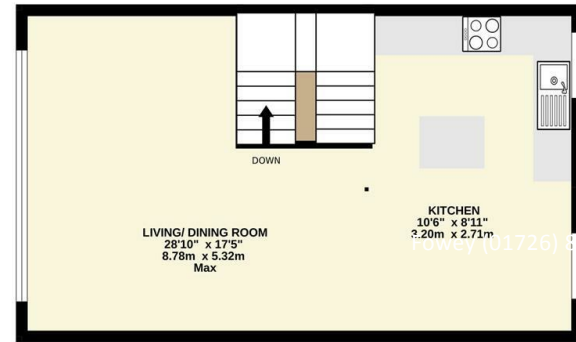 DOWN
LIVING/ DINING ROOM
28'10" x 17'5"
8.78m x 5.32m
Max
KITCHEN
10'6" x 8'11"
3.20m x 2.71m
Fowey (01726) 8